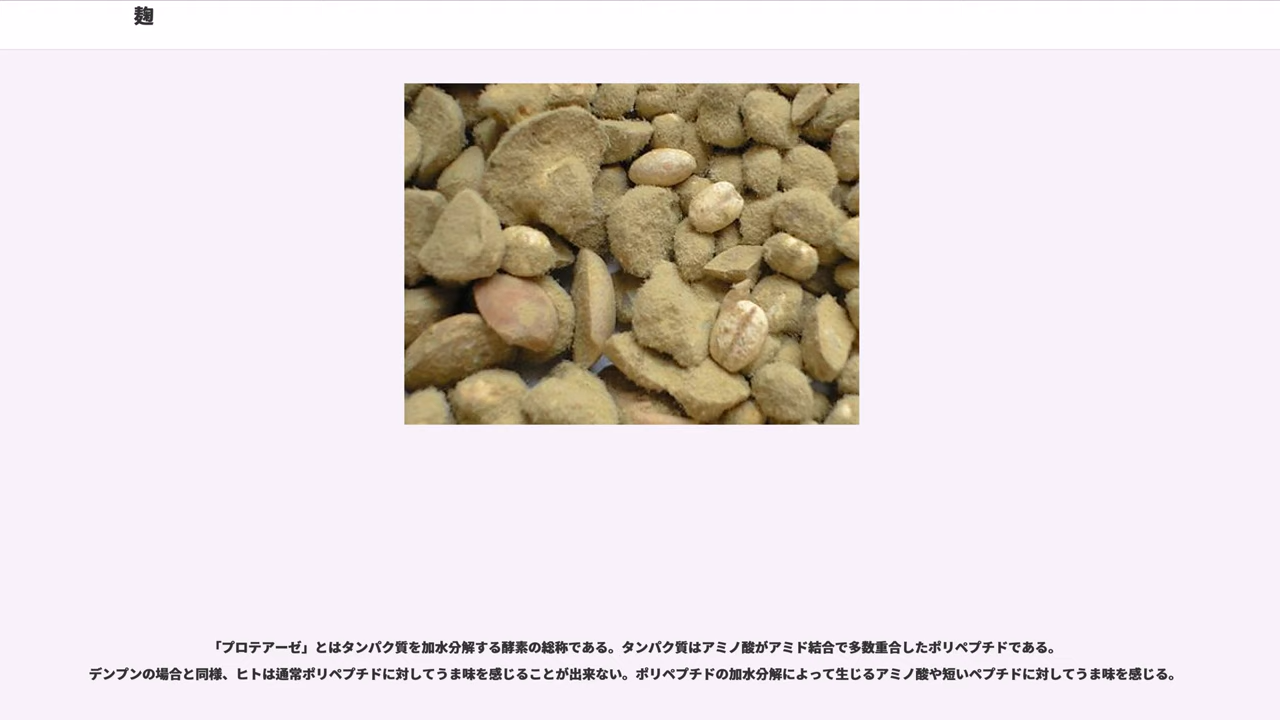 麹
「プロテアーゼ」とはタンパク質を加水分解する酵素の総称である。タンパク質はアミノ酸がアミド結合で多数重合したポリペプチドである。
デンプンの場合と同様、ヒトは通常ポリペプチドに対してうま味を感じることが出来ない。ポリペプチドの加水分解によって生じるアミノ酸や短いペプチドに対してうま味を感じる。